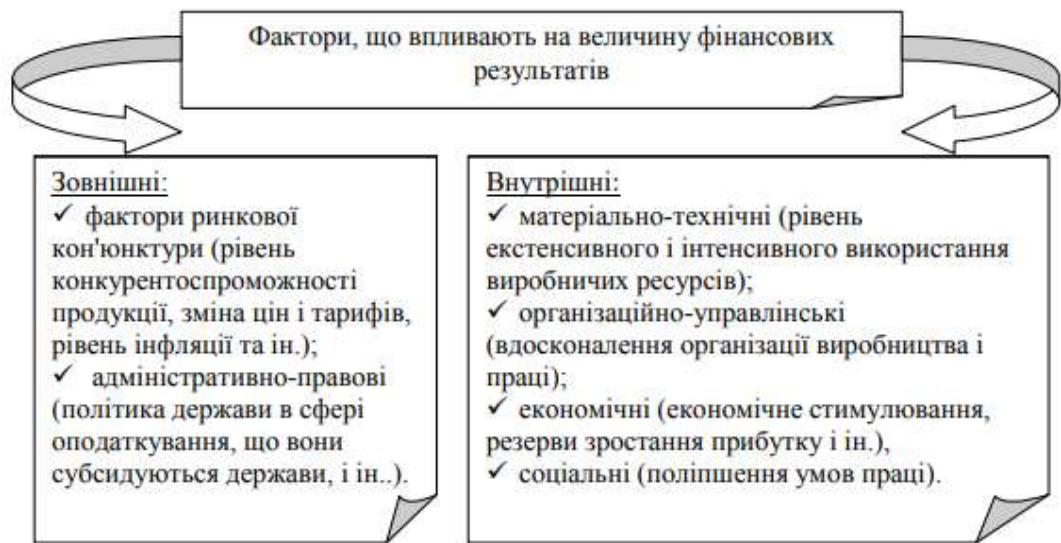 Фактори, що впливають на величину фінансових
результатів
Зовнішні:
✓ фактори ринкової
кон'юнктури (рівень
конкурентоспроможності
продукції, зміна цін і тарифів,
рівень інфляції та ін.);
✓ адміністративно-правові
(політика держави в сфері
оподаткування, що вони
субсидуються держави, і ін..).
Внутрішні:
✓ матеріально-технічні (рівень
екстенсивного і інтенсивного використання
виробничих ресурсів);
✓ організаційно-управлінські
(вдосконалення організації виробництва і
праці);
✓ економічні (економічне стимулювання,
резерви зростання прибутку і ін.),
✓ соціальні (поліпшення умов праці).